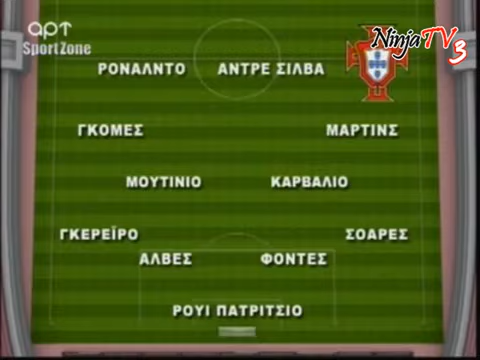 αρτ
SportZone
NinjaTV3
ΡΟΝΑΛΝΤΟ ΑΝΤΡΕ ΣΙΛΒΑ
ΓΚΟΜΕΣ ΜΑΡΤΙΝΣ
ΜΟΥΤΙΝΙΟ ΚΑΡΒΑΛΙΟ
ΓΚΕΡΕΪΡΟ ΣΟΑΡΕΣ
ΑΛΒΕΣ ΦΟΝΤΕΣ
ΡΟΥΙ ΠΑΤΡΙΤΣΙΟ